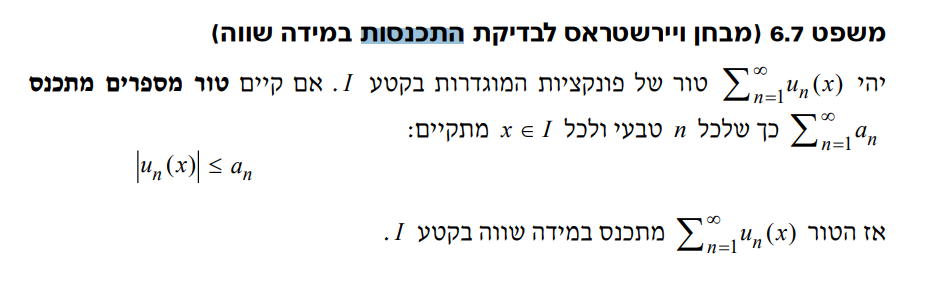 משפט 6.7 (מבחן ויירשטראס לבדיקת התכנסות במידה שווה)
יהי $\sum_{n=1}^{\infty} u_n(x)$ טור של פונקציות המוגדרות בקטע $I$. אם קיים טור מספרים מתכנס
$\sum_{n=1}^{\infty} a_n$ כך שלכל $n$ טבעי ולכל $x \in I$ מתקיים:
$|u_n(x)| \leq a_n$
אז הטור $\sum_{n=1}^{\infty} u_n(x)$ מתכנס במידה שווה בקטע $I$.